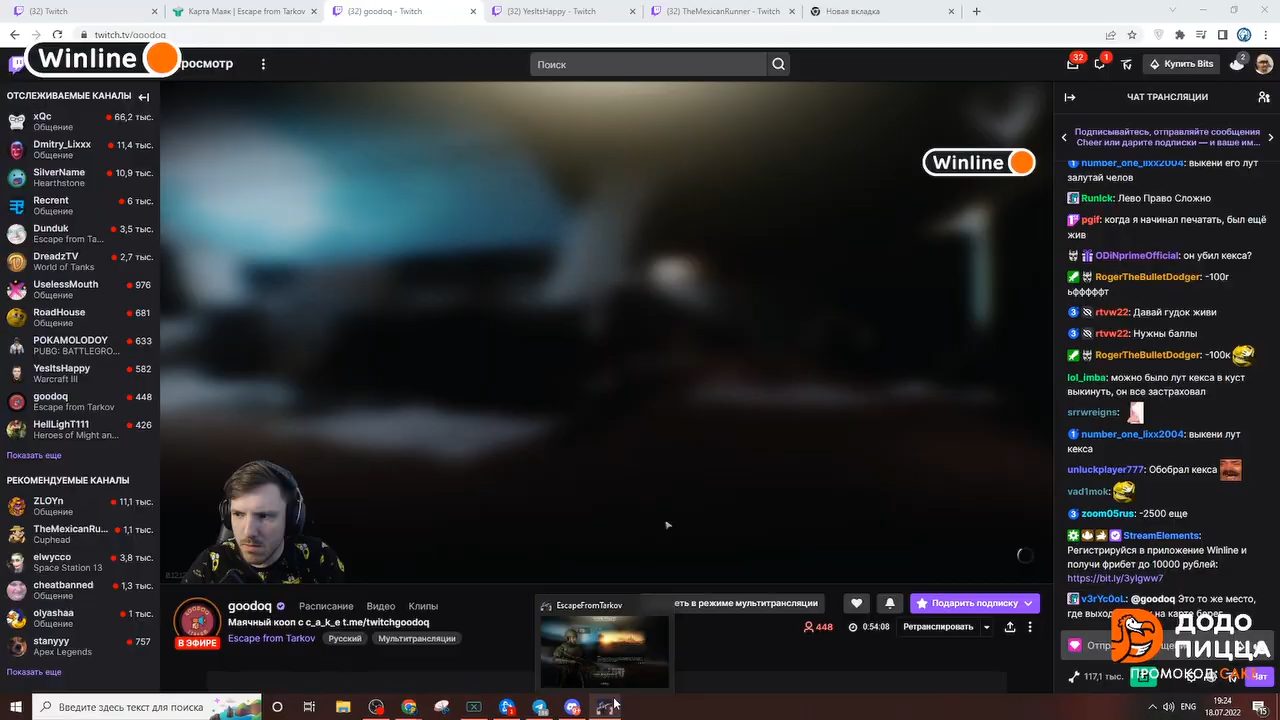 (32) Twitch
Карта Маяк | Escape from Tarkov
(32) goodoq - Twitch
(32) YesItsHappy - Twitch
(32) TheMexicanRunner - Twitch
Новая вкладка
twitch.tv/goodoq
Winline
росмотр
Поиск
32
1
Купить Bits
2
ОТСЛЕЖИВАЕМЫЕ КАНАЛЫ
xQc 66,2 тыс.
Общение
Dmitry_Lixxx 11,4 тыс.
Общение
SilverName 10,9 тыс.
Hearthstone
Recrent 6 тыс.
Общение
Dunduk 3,5 тыс.
Escape from Ta...
DreadzTV 2,7 тыс.
World of Tanks
UselessMouth 976
Общение
RoadHouse 681
Общение
POKAMOLODOY 633
PUBG: BATTLEGRO...
YesItsHappy 582
Warcraft III
goodoq 448
Escape from Tarkov
HellLighT111 426
Heroes of Might an...
Показать еще
РЕКОМЕНДУЕМЫЕ КАНАЛЫ
ZLOYn 11,1 тыс.
Общение
TheMexicanRu... 1,1 тыс.
Cuphead
elwycco 3,8 тыс.
Space Station 13
cheatbanned 1,3 тыс.
Общение
olyashaa 1 тыс.
Общение
stanyyy 757
Apex Legends
Показать еще
Winline
goodoq
Расписание
Видео
Клипы
В ЭФИРЕ
Маячный кооп с c_a_k_e t.me/twitchgoodoq
Escape from Tarkov
Русский
Мультитрансляции
EscapeFromTarkov
еть в режиме мультитрансляции
Подарить подписку
448
0:54:08
Ретранслировать
ЧАТ ТРАНСЛЯЦИИ
Подписывайтесь, отправляйте сообщения
Cheer или дарите подписки — и ваше им...
number_one_lixx2004: выкени его лут
залутай челов
Runlck: Лево Право Сложно
pgif: когда я начинал печатать, был ещё
жив
ODiNprimeOfficial: он убил кекса?
RogerTheBulletDodger: -100г
ьфффффт
rtvw22: Давай гудок живи
rtvw22: Нужны баллы
RogerTheBulletDodger: -100к
lol_imba: можно было лут кекса в куст
выкинуть, он все застраховал
srrwreigns:
number_one_lixx2004: выкени лут
кекса
unluckplayer777: Обобрал кекса
vad1mok:
zoom05rus: -2500 еще
StreamElements:
Регистрируйся в приложение Winline и
получи фрибет до 10000 рублей:
https://bit.ly/3yIgww7
v3rYc0oL: @goodoq Это то же место,
где выход
на карте берег
Отпр
ДОДО
ПИЦЦА
ПРОМОКОД:
117,1 тыс.
Чат
Введите здесь текст для поиска
19:24
18.07.2022